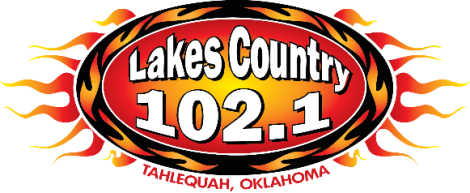 Lakes Country
102.1
TAHLEQUAH, OKLAHOMA